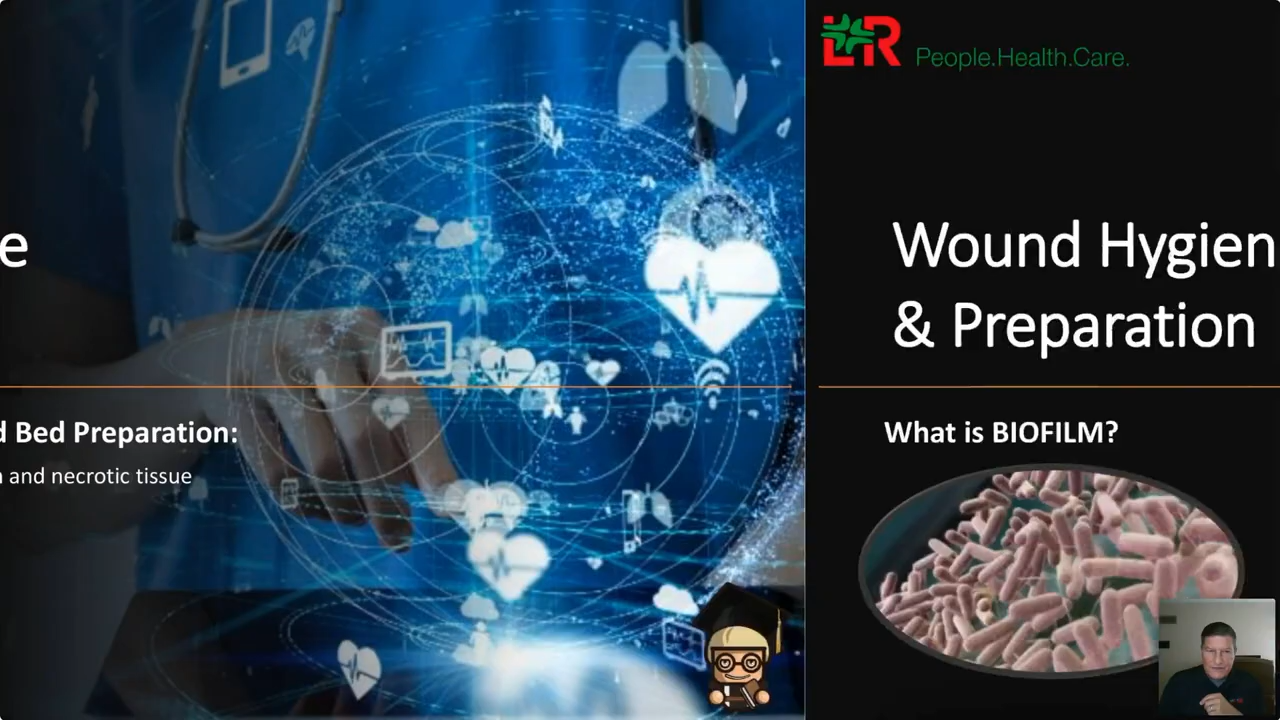 e
d Bed Preparation:
and necrotic tissue
L&R People.Health.Care.
Wound Hygien
& Preparation
What is BIOFILM?